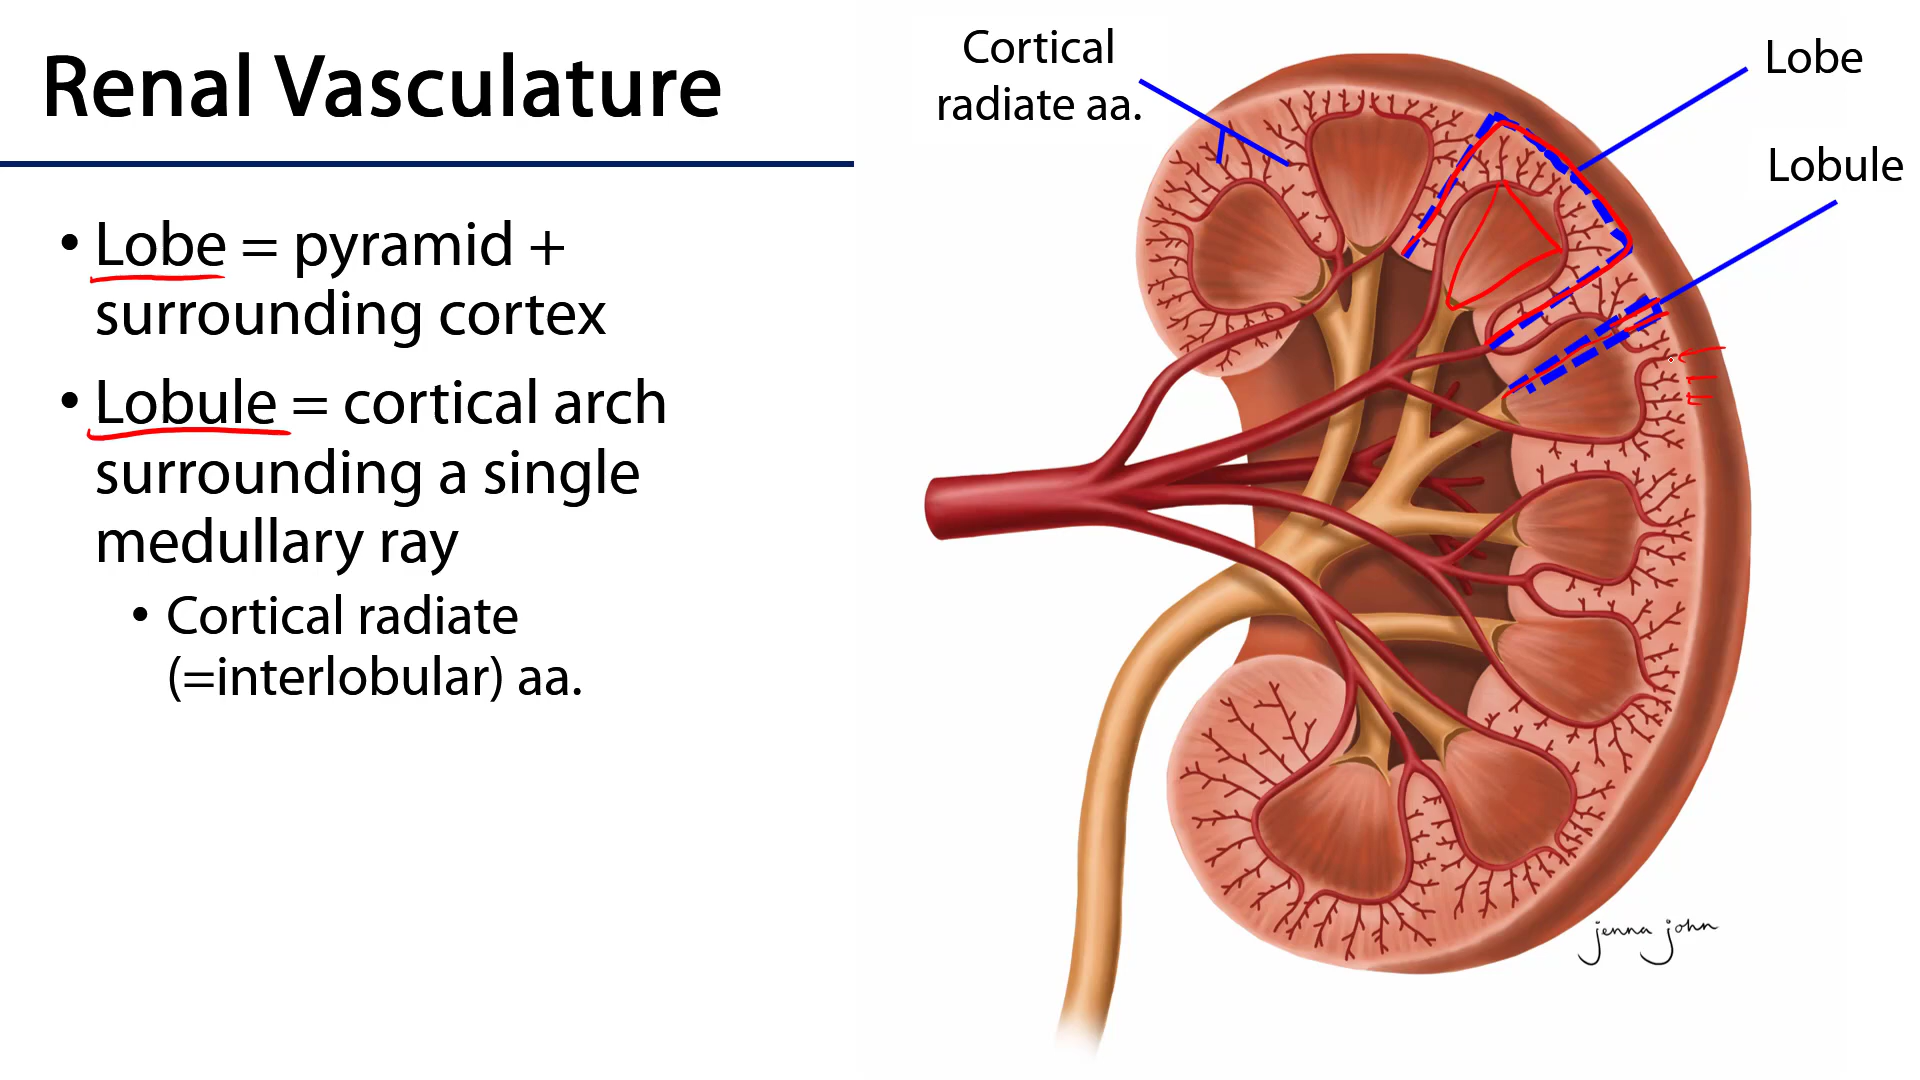 Renal Vasculature
• Lobe = pyramid +
surrounding cortex
• Lobule = cortical arch
surrounding a single
medullary ray
• Cortical radiate
(=interlobular) aa.
Cortical
radiate aa.
Lobe
Lobule
jenna john